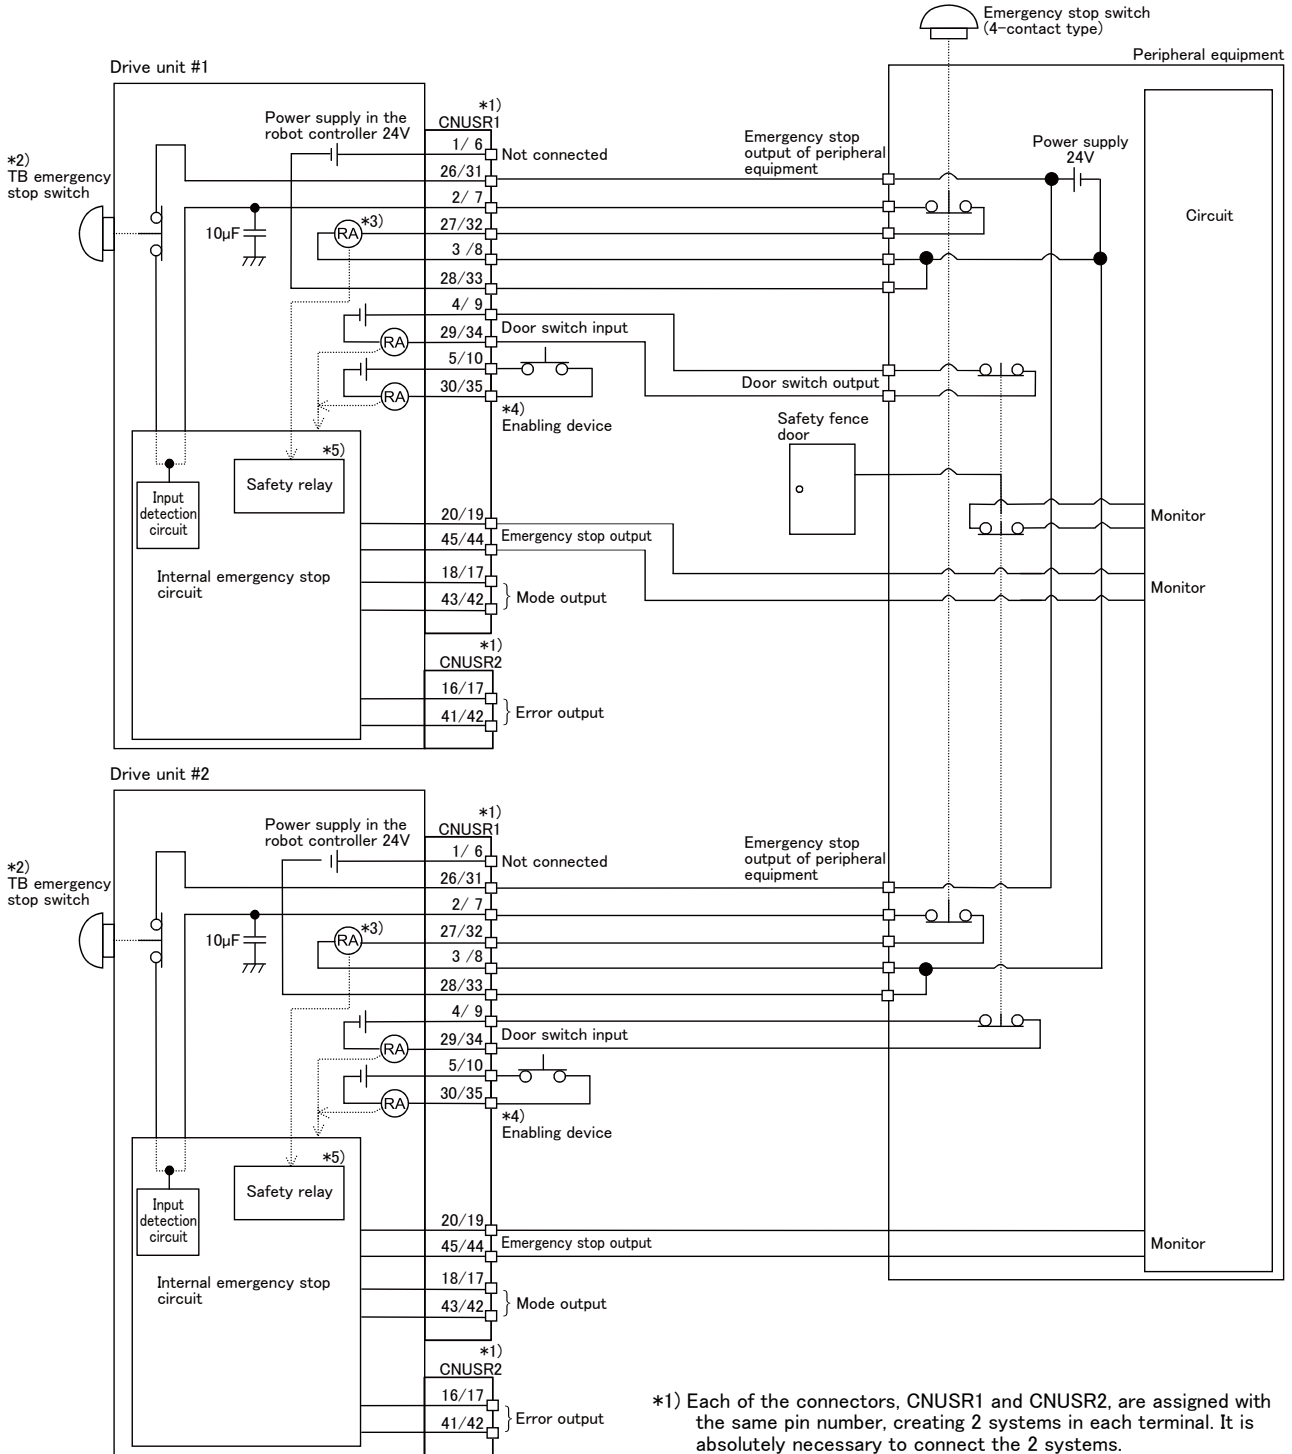 Emergency stop switch
(4-contact type)
Peripheral equipment
Drive unit #1
*1)
CNUSR1
Power supply in the
robot controller 24V
1/ 6
Not connected
Emergency stop
output of peripheral
equipment
Power supply
24V
*2)
TB emergency
stop switch
26/31
2/ 7
Circuit
10μF
RA
*3)
27/32
3 /8
28/33
4/ 9
Door switch input
RA
29/34
5/10
Door switch output
RA
30/35
*4)
Enabling device
Safety fence
door
*5)
Safety relay
Input
detection
circuit
20/19
Monitor
Emergency stop output
45/44
Internal emergency stop
circuit
18/17
Monitor
Mode output
43/42
*1)
CNUSR2
16/17
Error output
41/42
Drive unit #2
*1)
CNUSR1
Power supply in the
robot controller 24V
1/ 6
Not connected
Emergency stop
output of peripheral
equipment
*2)
TB emergency
stop switch
26/31
2/ 7
10μF
RA
*3)
27/32
3 /8
28/33
4/ 9
Door switch input
RA
29/34
5/10
RA
30/35
*4)
Enabling device
*5)
Safety relay
Input
detection
circuit
20/19
Emergency stop output
45/44
Monitor
Internal emergency stop
circuit
18/17
Mode output
43/42
*1)
CNUSR2
16/17
Error output
41/42
*1) Each of the connectors, CNUSR1 and CNUSR2, are assigned with
the same pin number, creating 2 systems in each terminal. It is
absolutely necessary to connect the 2 systems.